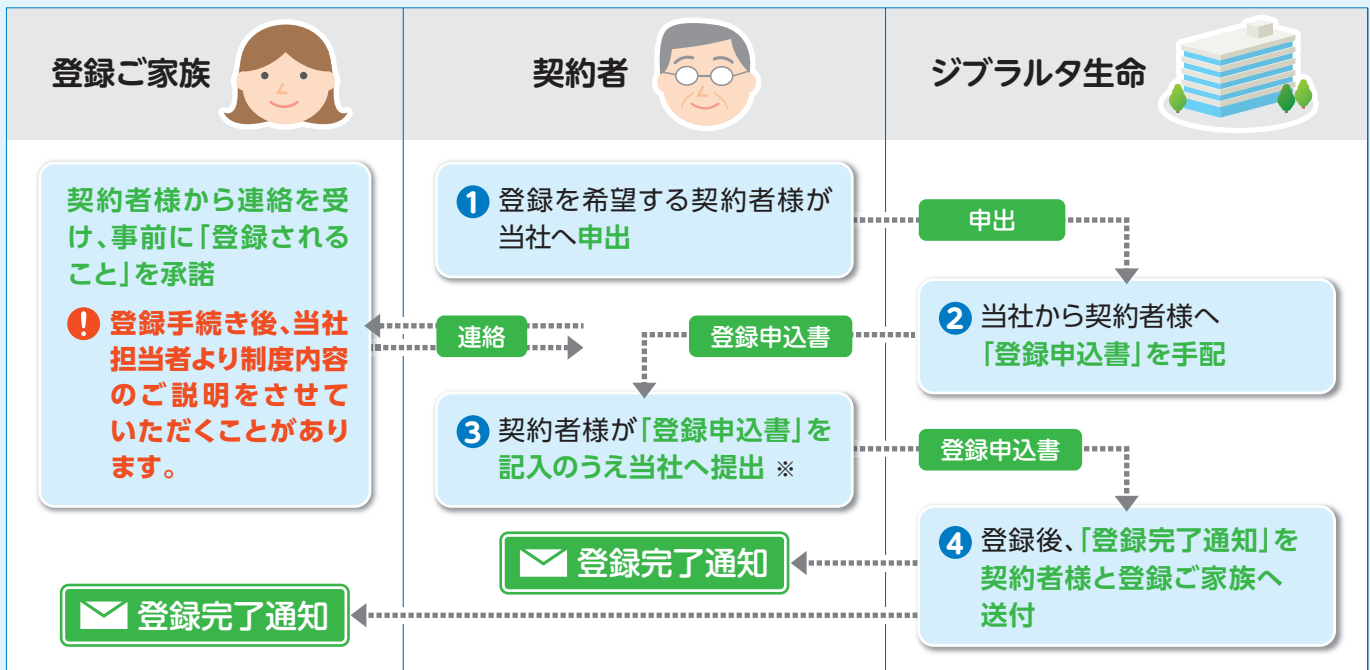 登録ご家族
契約者
ジブラルタ生命
契約者様から連絡を受
け、事前に「登録される
こと」を承諾
! 登録手続き後、当社
担当者より制度内容
のご説明をさせて
いただくことがあり
ます。
1 登録を希望する契約者様が
当社へ申出
申出
2 当社から契約者様へ
「登録申込書」を手配
連絡
登録申込書
3 契約者様が「登録申込書」を
記入のうえ当社へ提出 ※
登録申込書
4 登録後、「登録完了通知」を
契約者様と登録ご家族へ
送付
登録完了通知
登録完了通知